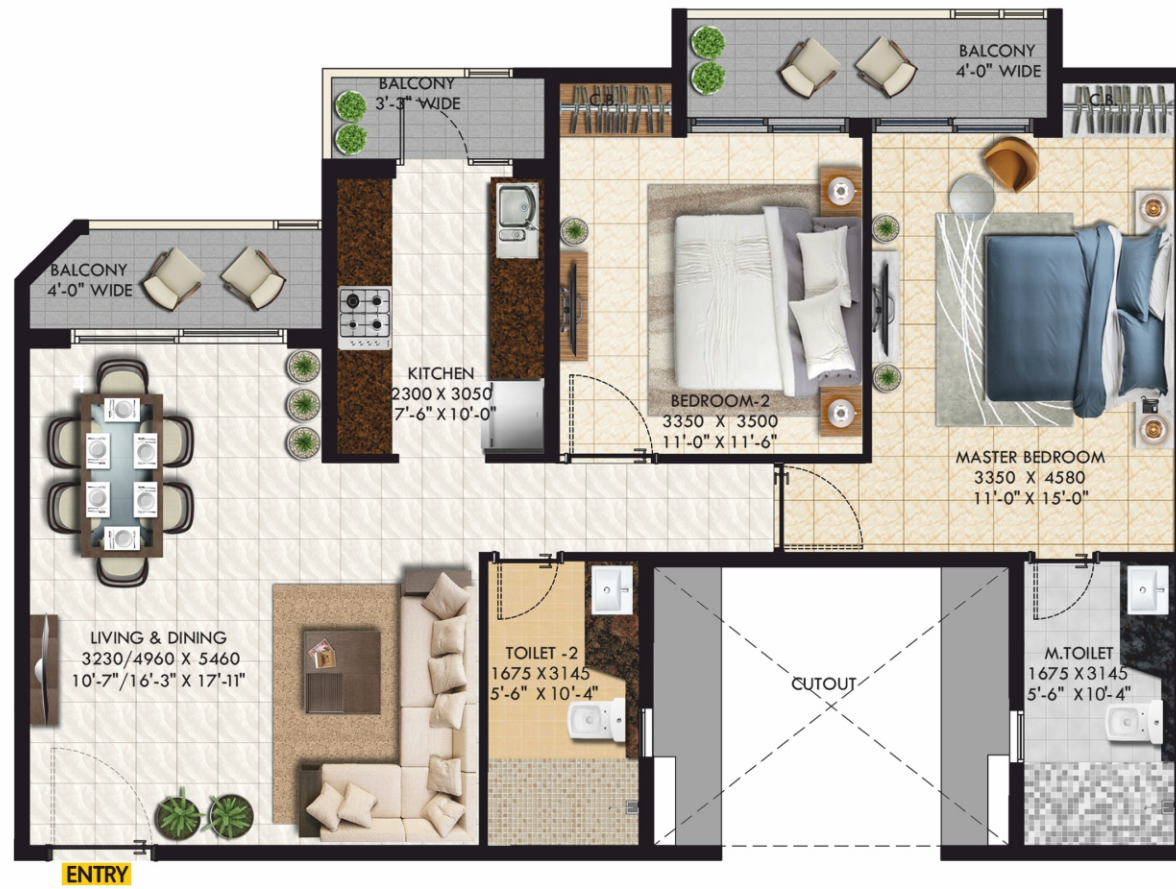 BALCONY
4'-0" WIDE
BALCONY
3'-3" WIDE
C.B.
C.B.
BALCONY
4'-0" WIDE
KITCHEN
2300 X 3050
7'-6" X 10'-0"
BEDROOM-2
3350 X 3500
11'-0" X 11'-6"
MASTER BEDROOM
3350 X 4580
11'-0" X 15'-0"
LIVING & DINING
3230/4960 X 5460
10'-7"/16'-3" X 17'-11"
TOILET -2
1675 X3145
5'-6" X10'-4"
CUTOUT
M.TOILET
1675 X3145
5'-6" X10'-4"
ENTRY